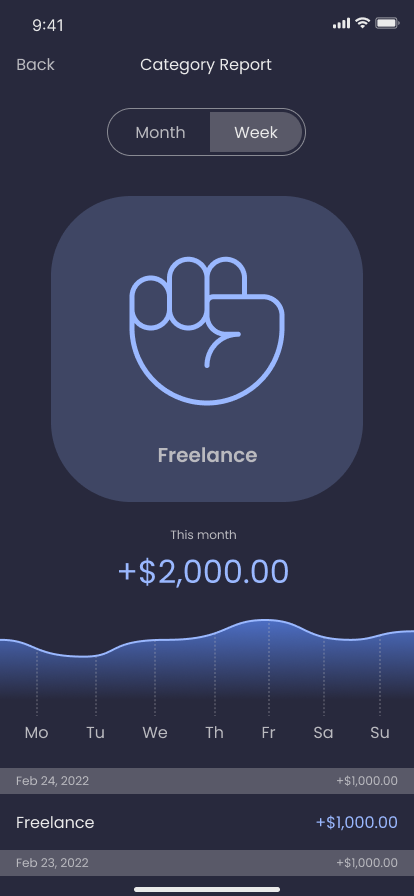 9:41
Back Category Report
Month Week
Freelance
This month
+$2,000.00
Mo Tu We Th Fr Sa Su
Feb 24, 2022 +$1,000.00
Freelance +$1,000.00
Feb 23, 2022 +$1,000.00